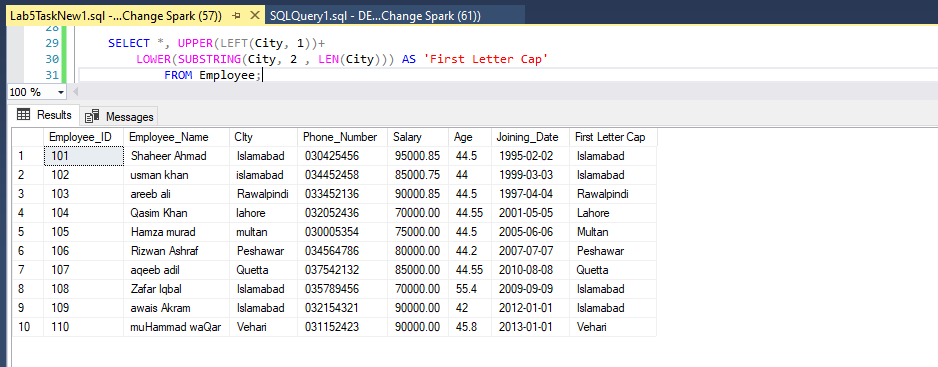 Lab5TaskNew1.sql -...Change Spark (57)) SQLQuery1.sql - DE...Change Spark (61))
28
29 SELECT *, UPPER(LEFT(City, 1))+
30 LOWER(SUBSTRING(City, 2 , LEN(City))) AS 'First Letter Cap'
31 FROM Employee;
100 %
Results Messages
Employee_ID Employee_Name CIty Phone_Number Salary Age Joining_Date First Letter Cap
1 101 Shaheer Ahmad Islamabad 030425456 95000.85 44.5 1995-02-02 Islamabad
2 102 usman khan islamabad 034452458 85000.75 44 1999-03-03 Islamabad
3 103 areeb ali Rawalpindi 033452136 90000.85 44.5 1997-04-04 Rawalpindi
4 104 Qasim Khan lahore 032052436 70000.00 44.55 2001-05-05 Lahore
5 105 Hamza murad multan 030005354 75000.00 44.5 2005-06-06 Multan
6 106 Rizwan Ashraf Peshawar 034564786 80000.00 44.2 2007-07-07 Peshawar
7 107 aqeeb adil Quetta 037542132 85000.00 44.55 2010-08-08 Quetta
8 108 Zafar Iqbal Islamabad 035789456 70000.00 55.4 2009-09-09 Islamabad
9 109 awais Akram Islamabad 032154321 90000.00 42 2012-01-01 Islamabad
10 110 muHammad waQar Vehari 031152423 90000.00 45.8 2013-01-01 Vehari